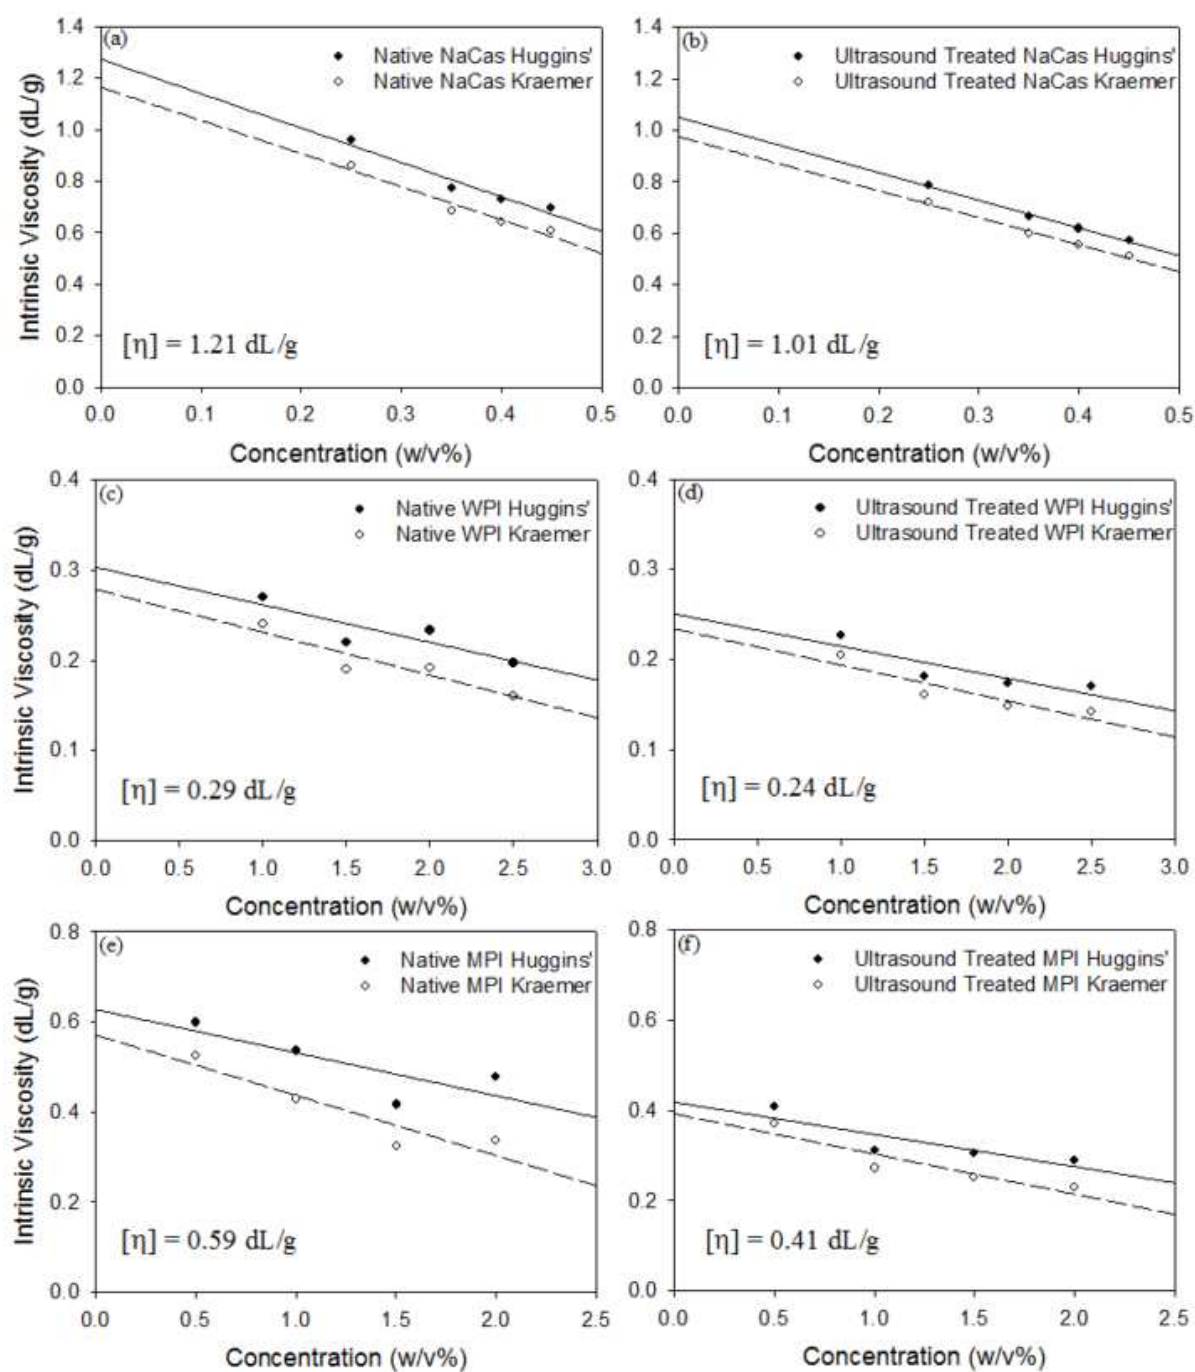 (a)
Native NaCas Huggins'
Native NaCas Kraemer
Intrinsic Viscosity (dL/g)
1.4
1.2
1.0
0.8
0.6
0.4
0.2
0.0
[η] = 1.21 dL/g
0.0 0.1 0.2 0.3 0.4 0.5
Concentration (w/v%)
(b)
Ultrasound Treated NaCas Huggins'
Ultrasound Treated NaCas Kraemer
1.4
1.2
1.0
0.8
0.6
0.4
0.2
0.0
[η] = 1.01 dL/g
0.0 0.1 0.2 0.3 0.4 0.5
Concentration (w/v%)
(c)
Native WPI Huggins'
Native WPI Kraemer
Intrinsic Viscosity (dL/g)
0.4
0.3
0.2
0.1
0.0
[η] = 0.29 dL/g
0.0 0.5 1.0 1.5 2.0 2.5 3.0
Concentration (w/v%)
(d)
Ultrasound Treated WPI Huggins'
Ultrasound Treated WPI Kraemer
0.4
0.3
0.2
0.1
0.0
[η] = 0.24 dL/g
0.0 0.5 1.0 1.5 2.0 2.5 3.0
Concentration (w/v%)
(e)
Native MPI Huggins'
Native MPI Kraemer
Intrinsic Viscosity (dL/g)
0.8
0.6
0.4
0.2
0.0
[η] = 0.59 dL/g
0.0 0.5 1.0 1.5 2.0 2.5
Concentration (w/v%)
(f)
Ultrasound Treated MPI Huggins'
Ultrasound Treated MPI Kraemer
0.8
0.6
0.4
0.2
0.0
[η] = 0.41 dL/g
0.0 0.5 1.0 1.5 2.0 2.5
Concentration (w/v%)